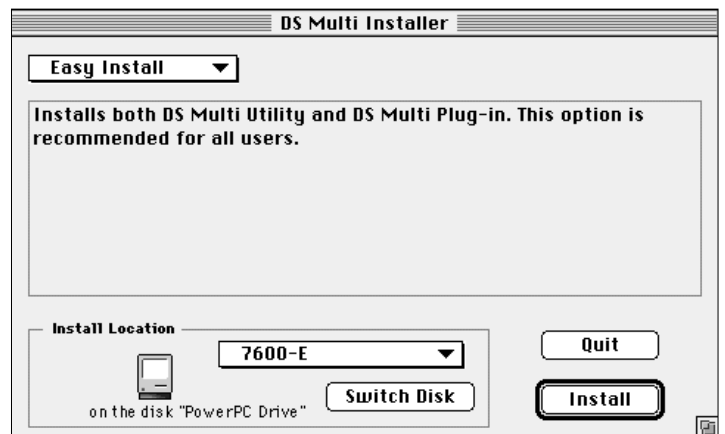 DS Multi Installer
Easy Install
Installs both DS Multi Utility and DS Multi Plug-in. This option is
recommended for all users.
Install Location
7600-E
on the disk "PowerPC Drive"
Switch Disk
Quit
Install